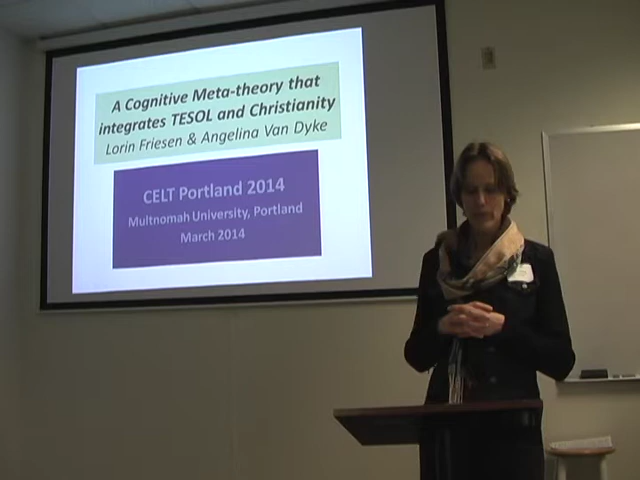 A Cognitive Meta-theory that
integrates TESOL and Christianity
Lorin Friesen & Angelina Van Dyke
CELT Portland 2014
Multnomah University, Portland
March 2014